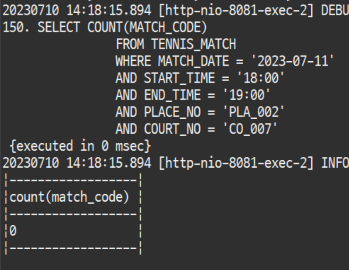 20230710 14:18:15.894 [http-nio-8081-exec-2] DEBU
150. SELECT COUNT(MATCH_CODE)
FROM TENNIS_MATCH
WHERE MATCH_DATE = '2023-07-11'
AND START_TIME = '18:00'
AND END_TIME = '19:00'
AND PLACE_NO = 'PLA_002'
AND COURT_NO = 'CO_007'
{executed in 0 msec}
20230710 14:18:15.894 [http-nio-8081-exec-2] INFO
|------------------|
|count(match_code) |
|------------------|
|0 |
|------------------|